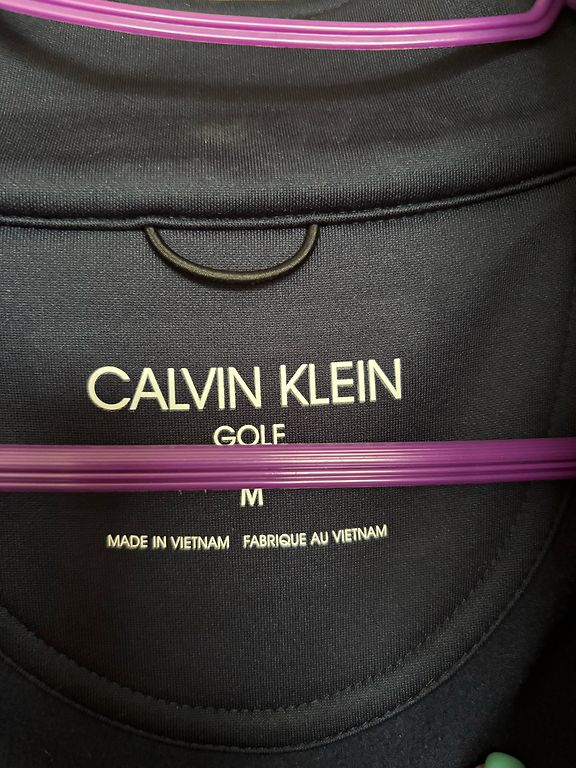 CALVIN KLEIN
GOLF
M
MADE IN VIETNAM FABRIQUE AU VIETNAM